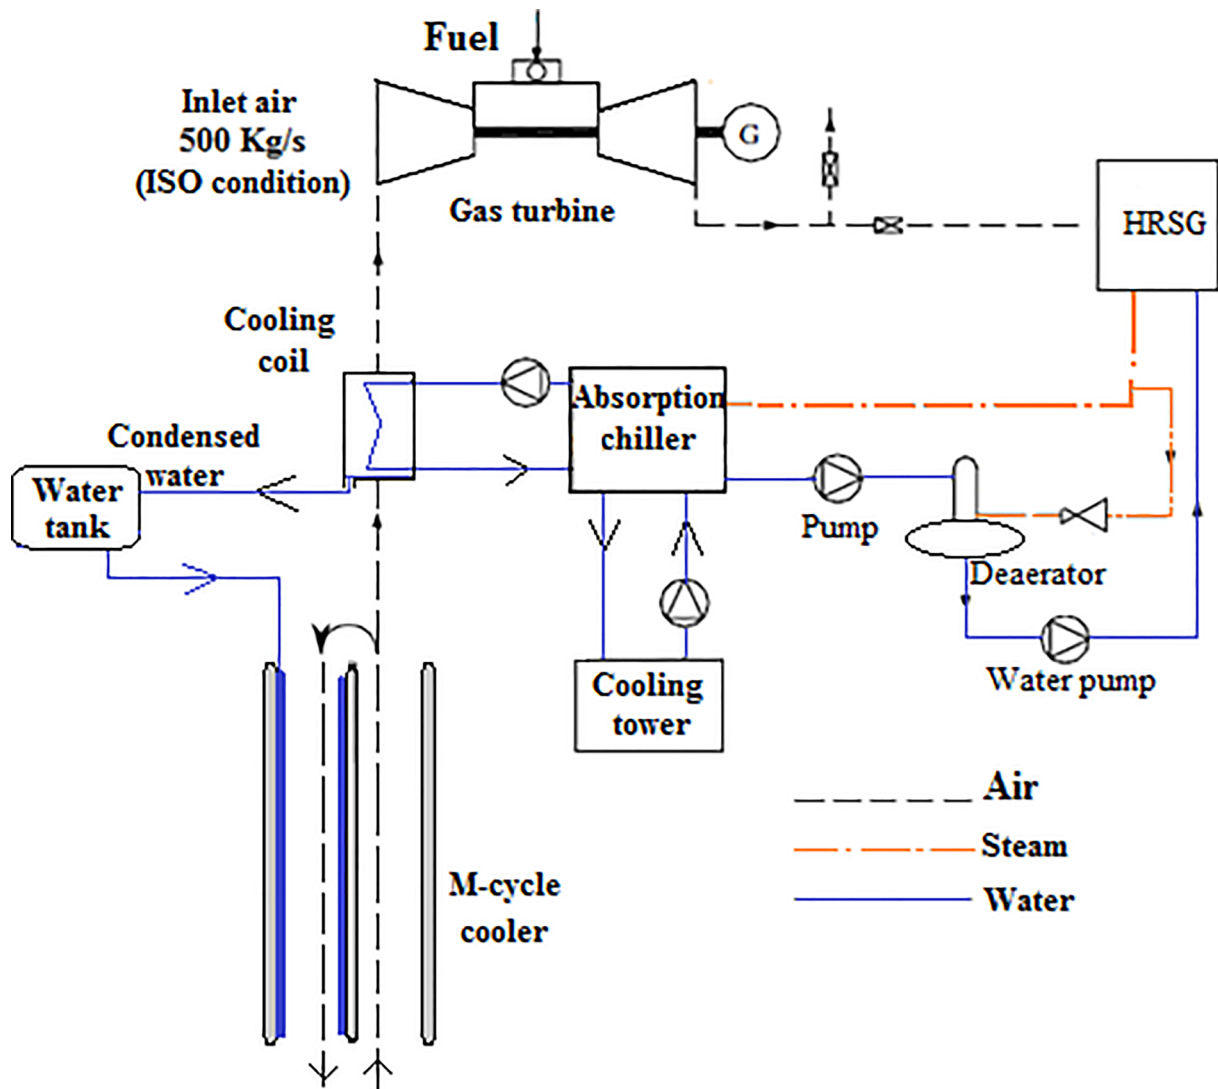 Fuel
Inlet air
500 Kg/s
(ISO condition)
G
Gas turbine
HRSG
Cooling
coil
Absorption
chiller
Condensed
water
Water
tank
Pump
Deaerator
Cooling
tower
Water pump
Air
Steam
Water
M-cycle
cooler